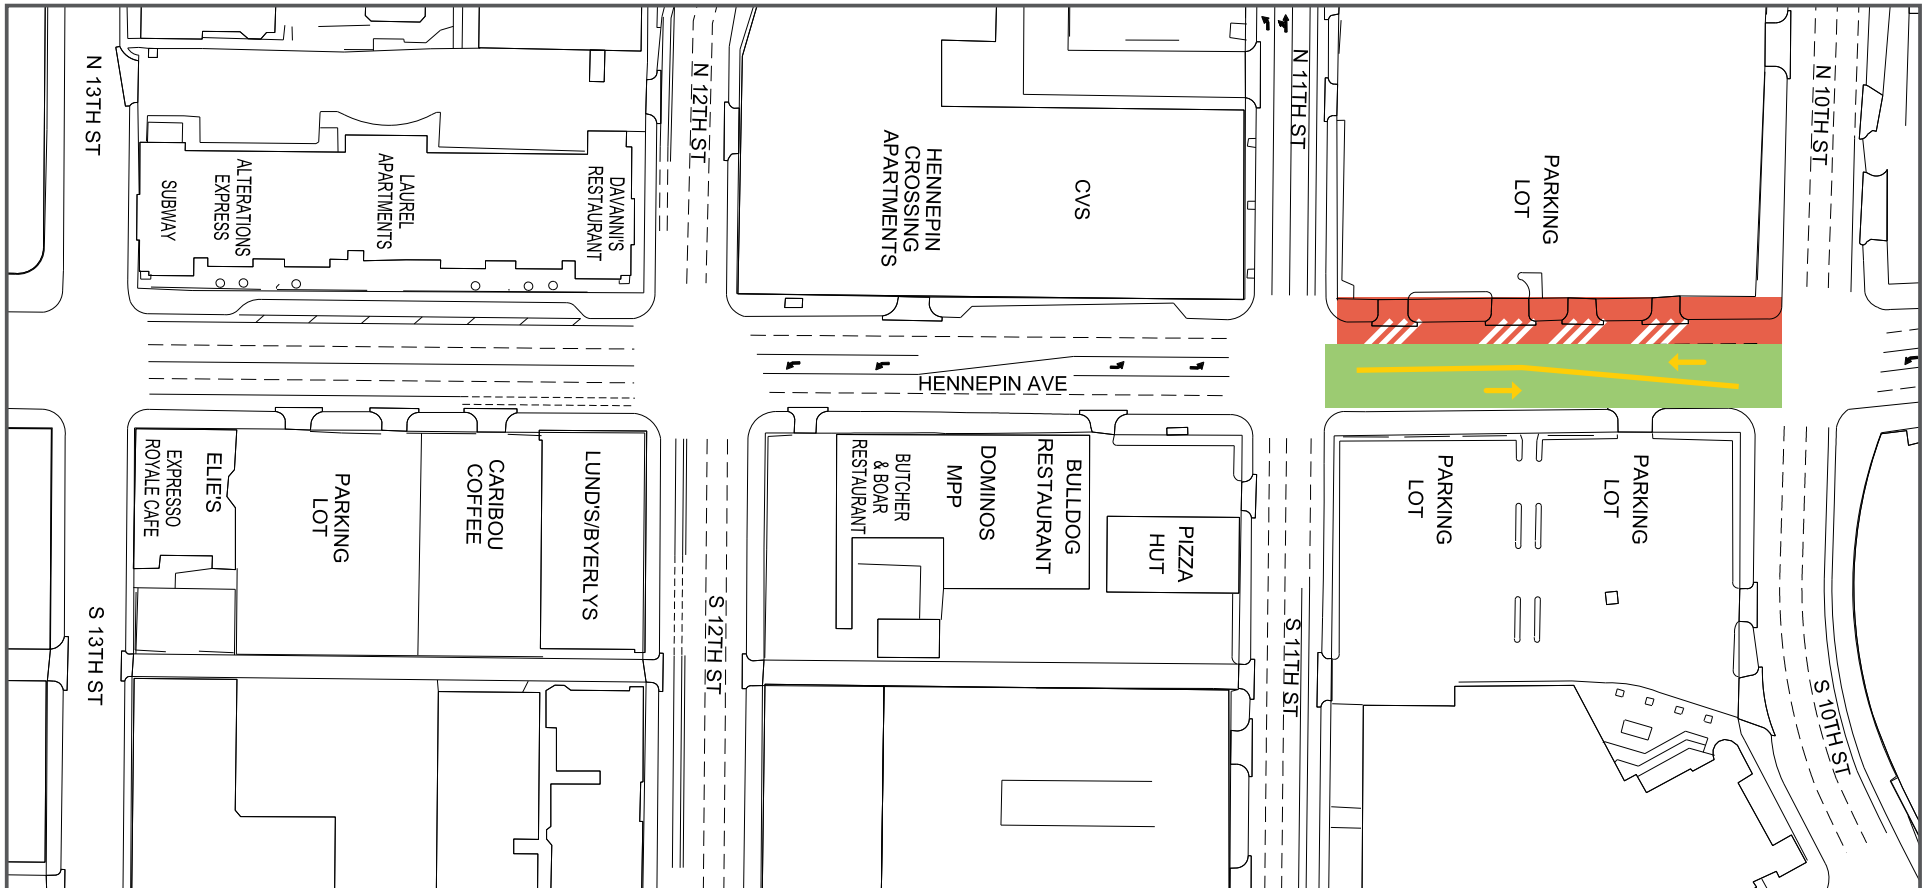 N 13TH ST
N 12TH ST
N 11TH ST
N 10TH ST
SUBWAY
ALTERATIONS
EXPRESS
LAUREL
APARTMENTS
DAVANNI'S
RESTAURANT
HENNEPIN
CROSSING
APARTMENTS
CVS
PARKING
LOT
HENNEPIN AVE
ELIE'S
EXPRESSO
ROYALE CAFE
PARKING
LOT
CARIBOU
COFFEE
LUND'S/BYERLYS
BUTCHER
& BOAR
RESTAURANT
DOMINOS
MPP
BULLDOG
RESTAURANT
PIZZA
HUT
PARKING
LOT
PARKING
LOT
S 13TH ST
S 12TH ST
S 11TH ST
S 10TH ST